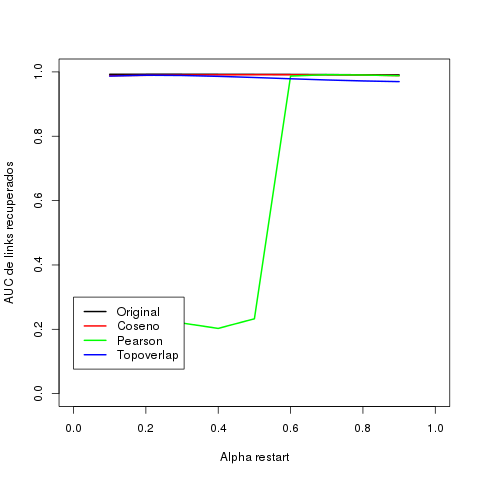 AUC de links recuperados
1.0
0.8
0.6
0.4
0.2
0.0
Original
Coseno
Pearson
Topoverlap
0.0 0.2 0.4 0.6 0.8 1.0
Alpha restart